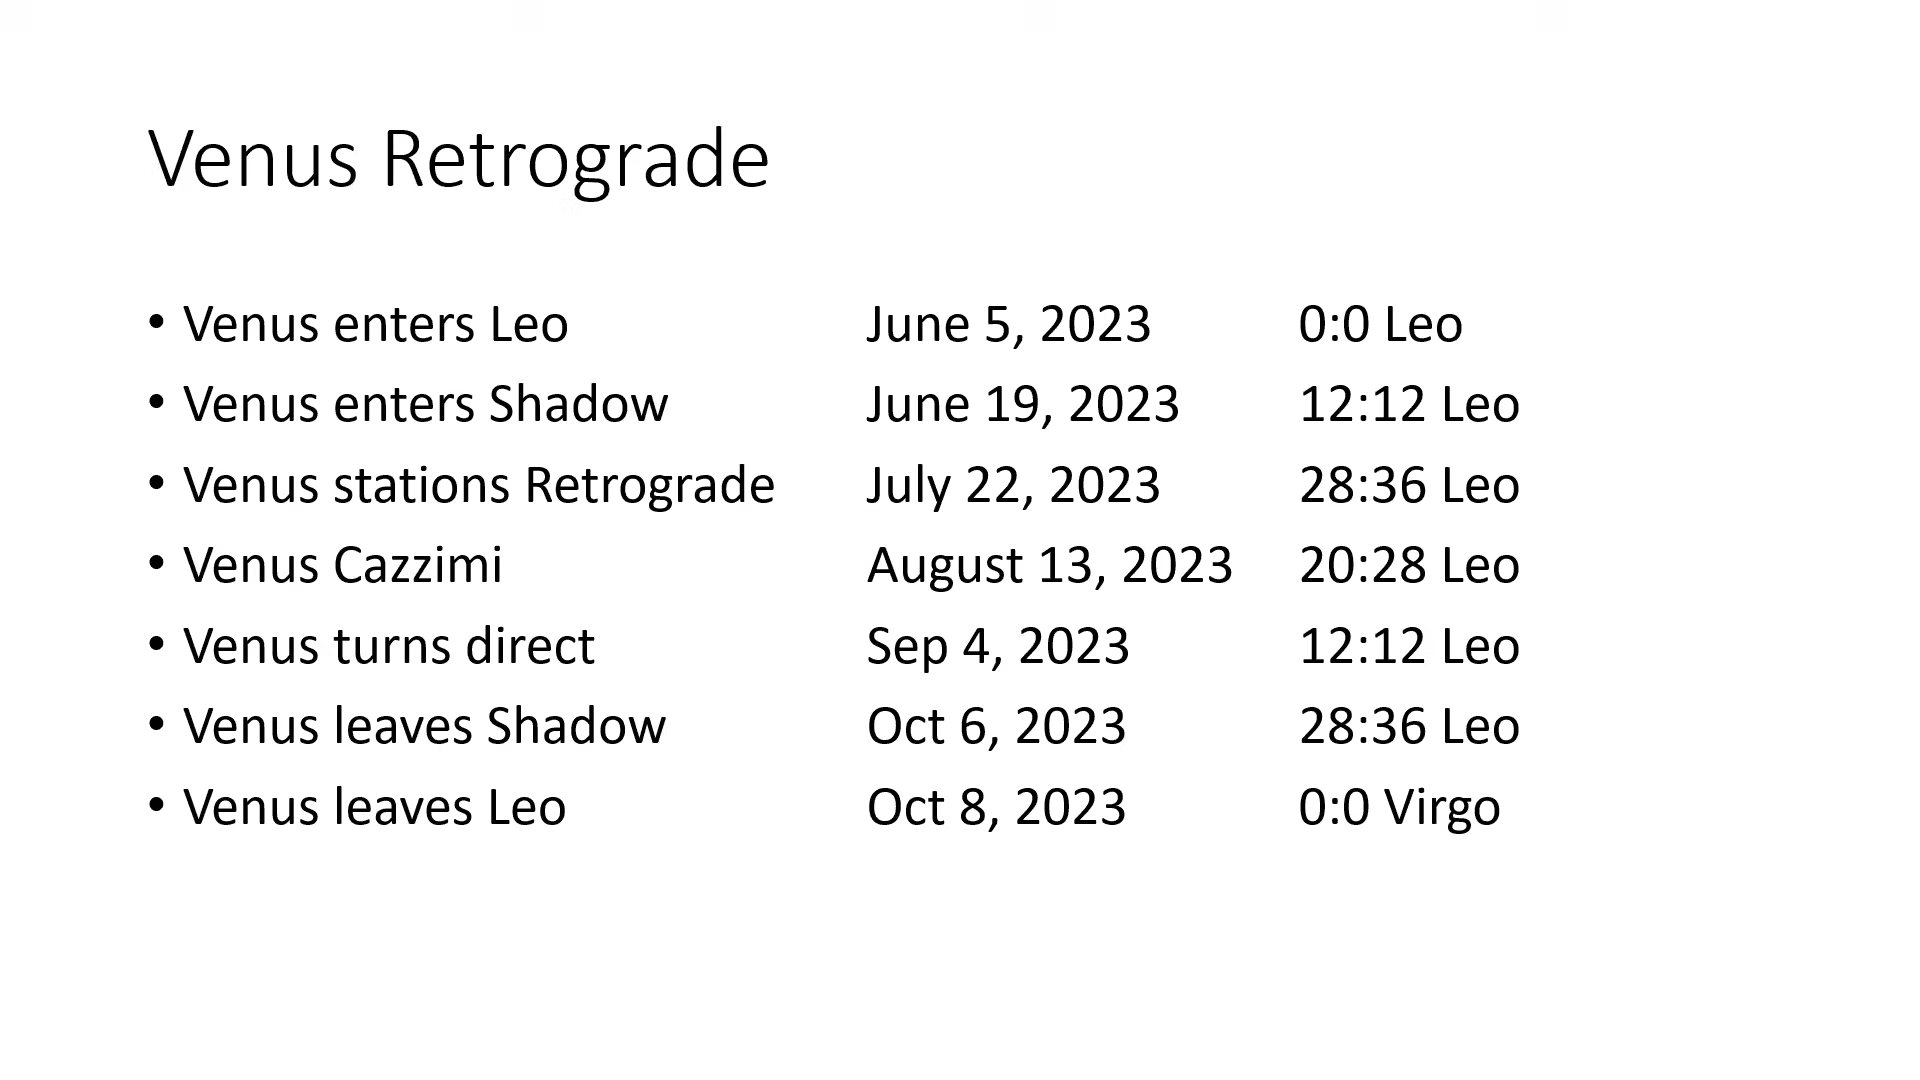 Venus Retrograde
• Venus enters Leo June 5, 2023 0:0 Leo
• Venus enters Shadow June 19, 2023 12:12 Leo
• Venus stations Retrograde July 22, 2023 28:36 Leo
• Venus Cazzimi August 13, 2023 20:28 Leo
• Venus turns direct Sep 4, 2023 12:12 Leo
• Venus leaves Shadow Oct 6, 2023 28:36 Leo
• Venus leaves Leo Oct 8, 2023 0:0 Virgo